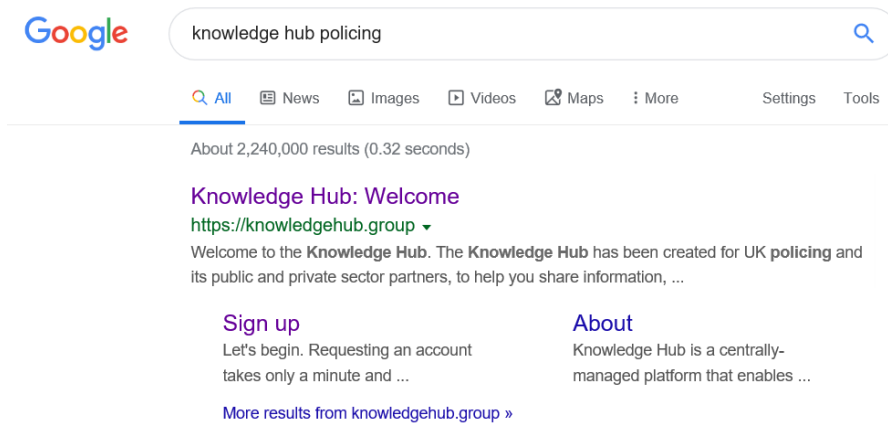 Google knowledge hub policing
All News Images Videos Maps More Settings Tools
About 2,240,000 results (0.32 seconds)
Knowledge Hub: Welcome
https://knowledgehub.group
Welcome to the Knowledge Hub. The Knowledge Hub has been created for UK policing and
its public and private sector partners, to help you share information, ...
Sign up
Let's begin. Requesting an account
takes only a minute and ...
About
Knowledge Hub is a centrally-
managed platform that enables ...
More results from knowledgehub.group »